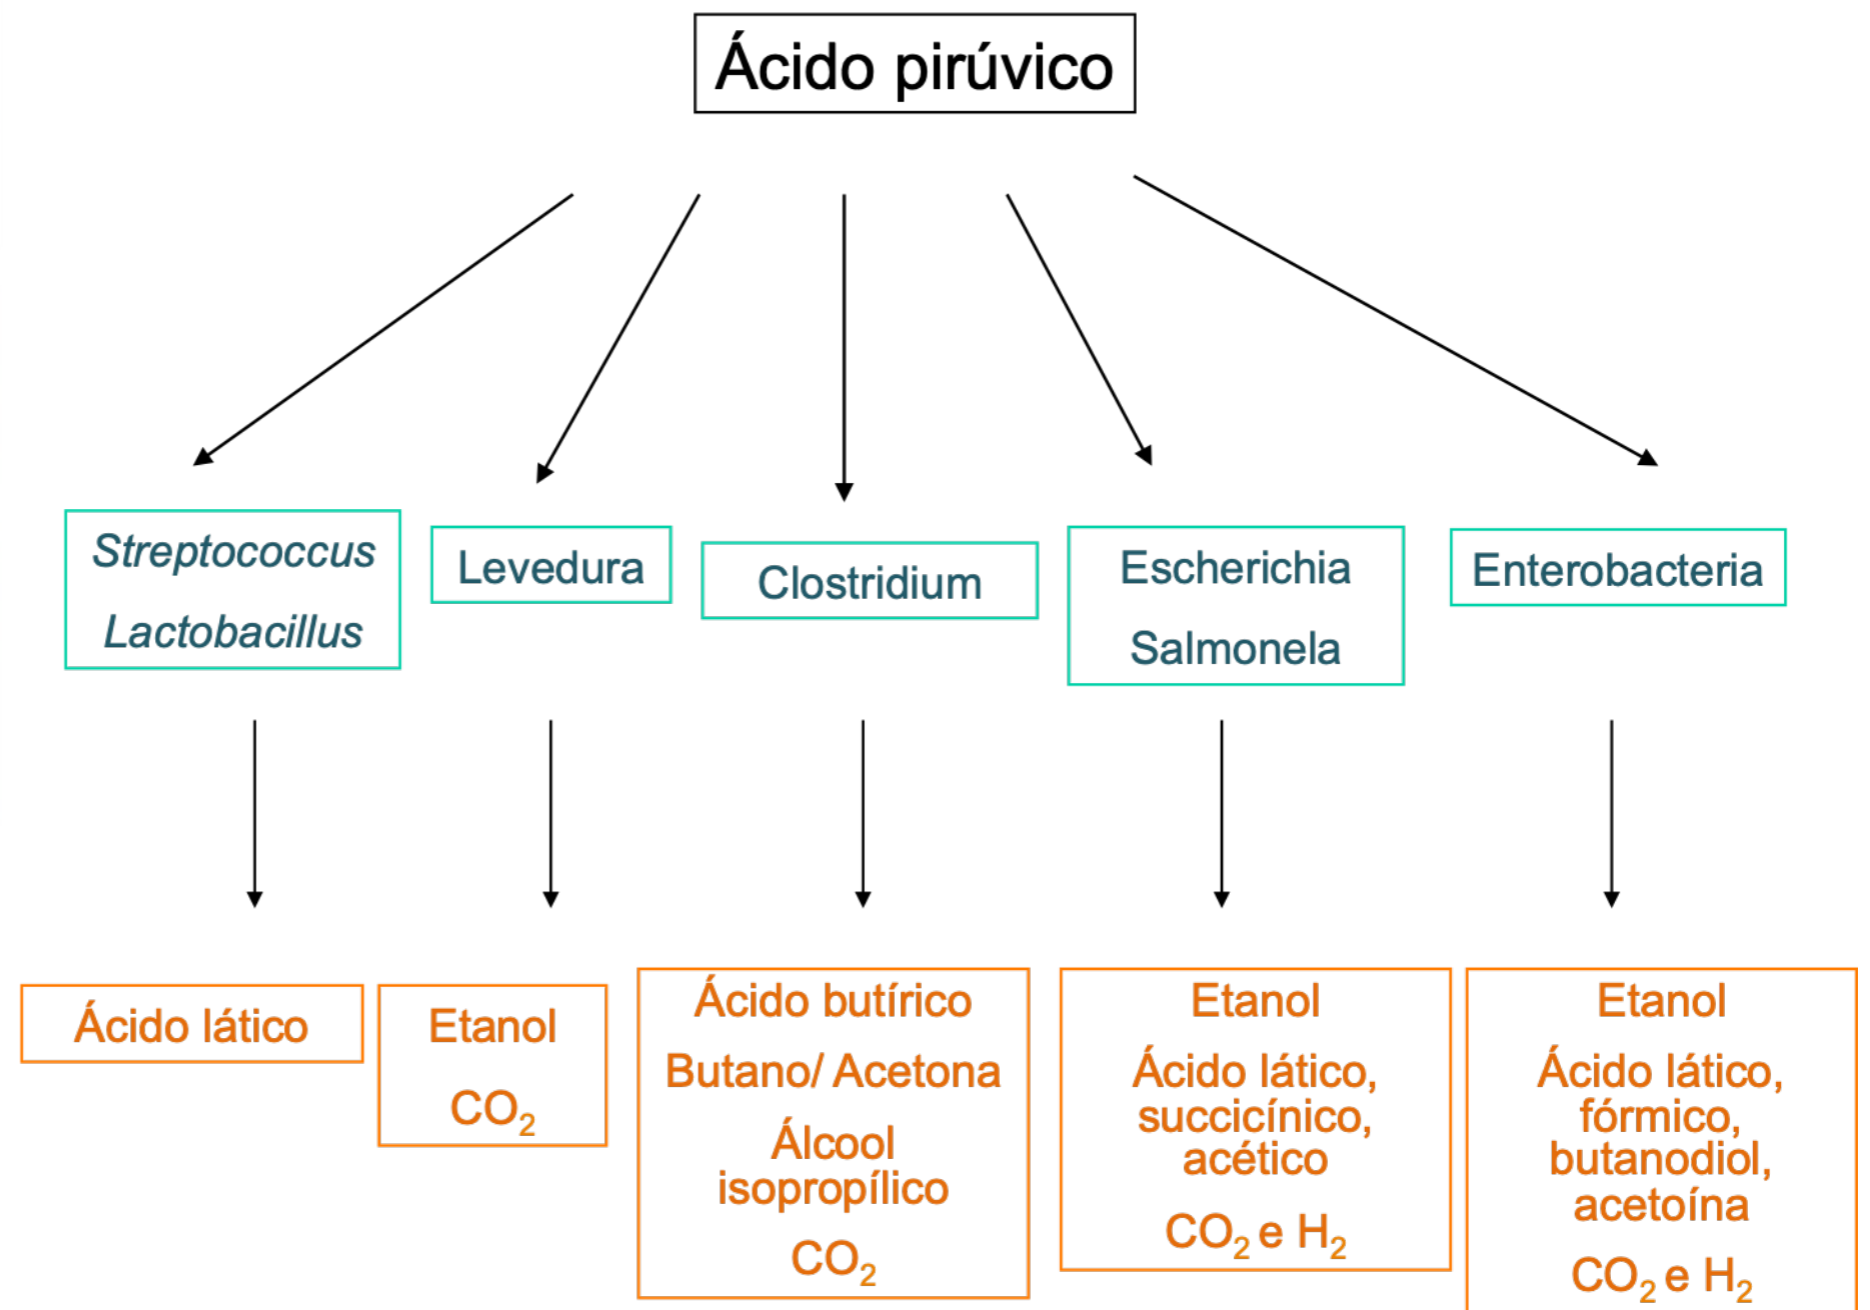 Ácido pirúvico
Streptococcus
Lactobacillus
Levedura
Clostridium
Escherichia
Salmonela
Enterobacteria
Ácido lático
Etanol
CO₂
Ácido butírico
Butano/ Acetona
Álcool
isopropílico
CO₂
Etanol
Ácido lático,
succicínico,
acético
CO₂ e H₂
Etanol
Ácido lático,
fórmico,
butanodiol,
acetoína
CO₂ e H₂